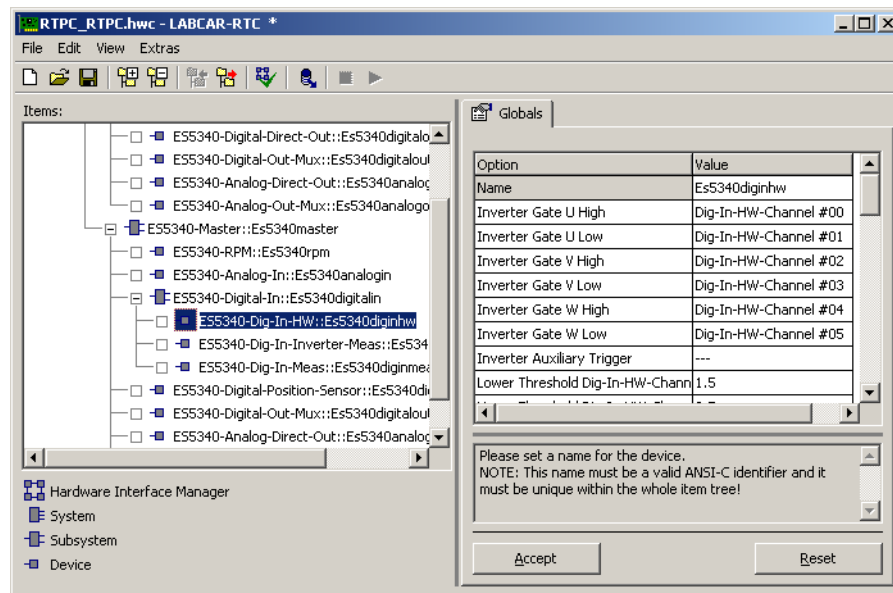 RTPC_RTPC.hwc - LABCAR-RTC *
File Edit View Extras
Items:
ES5340-Digital-Direct-Out::Es5340digitalo
ES5340-Digital-Out-Mux::Es5340digitalou
ES5340-Analog-Direct-Out::Es5340analog
ES5340-Analog-Out-Mux::Es5340analogo
ES5340-Master::Es5340master
ES5340-RPM::Es5340rpm
ES5340-Analog-In::Es5340analogin
ES5340-Digital-In::Es5340digitalin
ES5340-Dig-In-HW::Es5340diginhw
ES5340-Dig-In-Inverter-Meas::Es534
ES5340-Dig-In-Meas::Es5340diginmea
ES5340-Digital-Position-Sensor::Es5340di
ES5340-Digital-Out-Mux::Es5340digitalou
ES5340-Analog-Direct-Out::Es5340analog
Hardware Interface Manager
System
Subsystem
Device
Globals
Option Value
Name Es5340diginhw
Inverter Gate U High Dig-In-HW-Channel #00
Inverter Gate U Low Dig-In-HW-Channel #01
Inverter Gate V High Dig-In-HW-Channel #02
Inverter Gate V Low Dig-In-HW-Channel #03
Inverter Gate W High Dig-In-HW-Channel #04
Inverter Gate W Low Dig-In-HW-Channel #05
Inverter Auxiliary Trigger ---
Lower Threshold Dig-In-HW-Chann 1.5
Please set a name for the device.
NOTE: This name must be a valid ANSI-C identifier and it
must be unique within the whole item tree!
Accept Reset